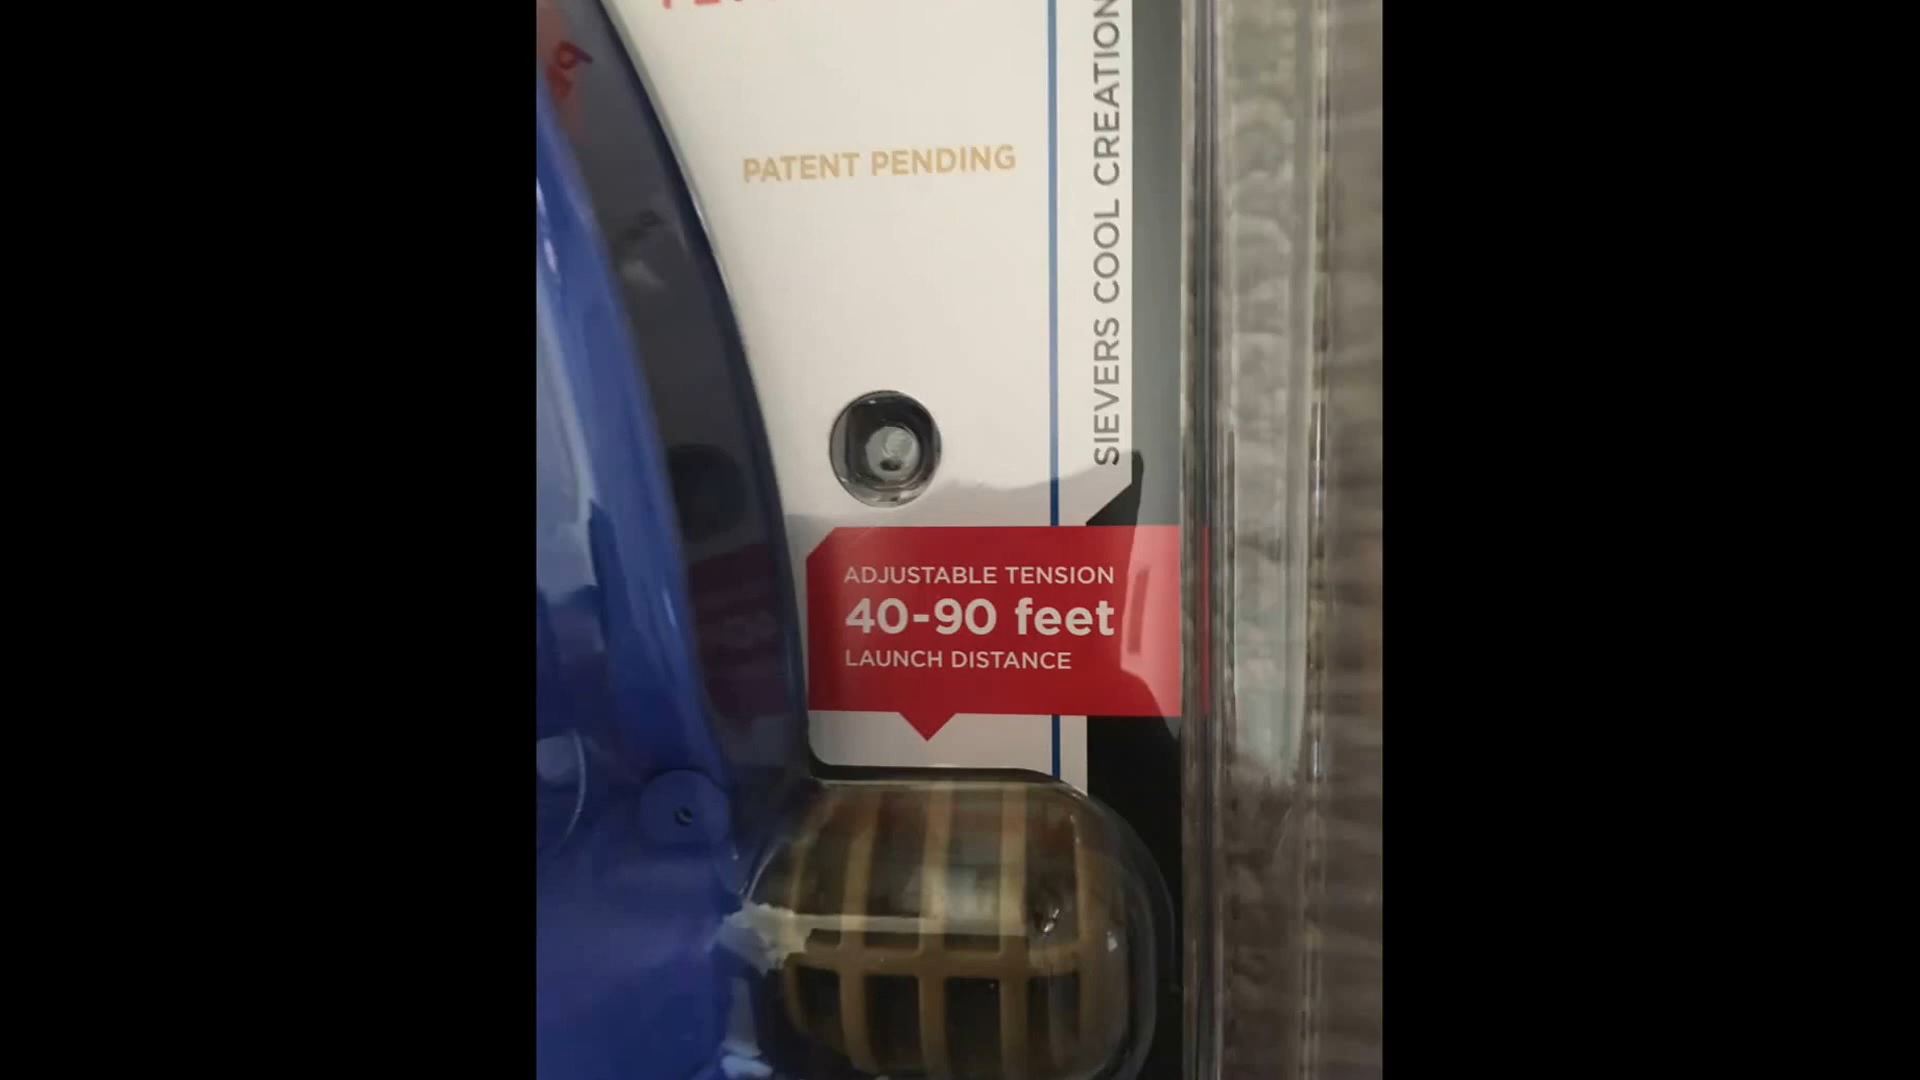 PATENT PENDING
SIEVERS COOL CREATION
ADJUSTABLE TENSION
40-90 feet
LAUNCH DISTANCE